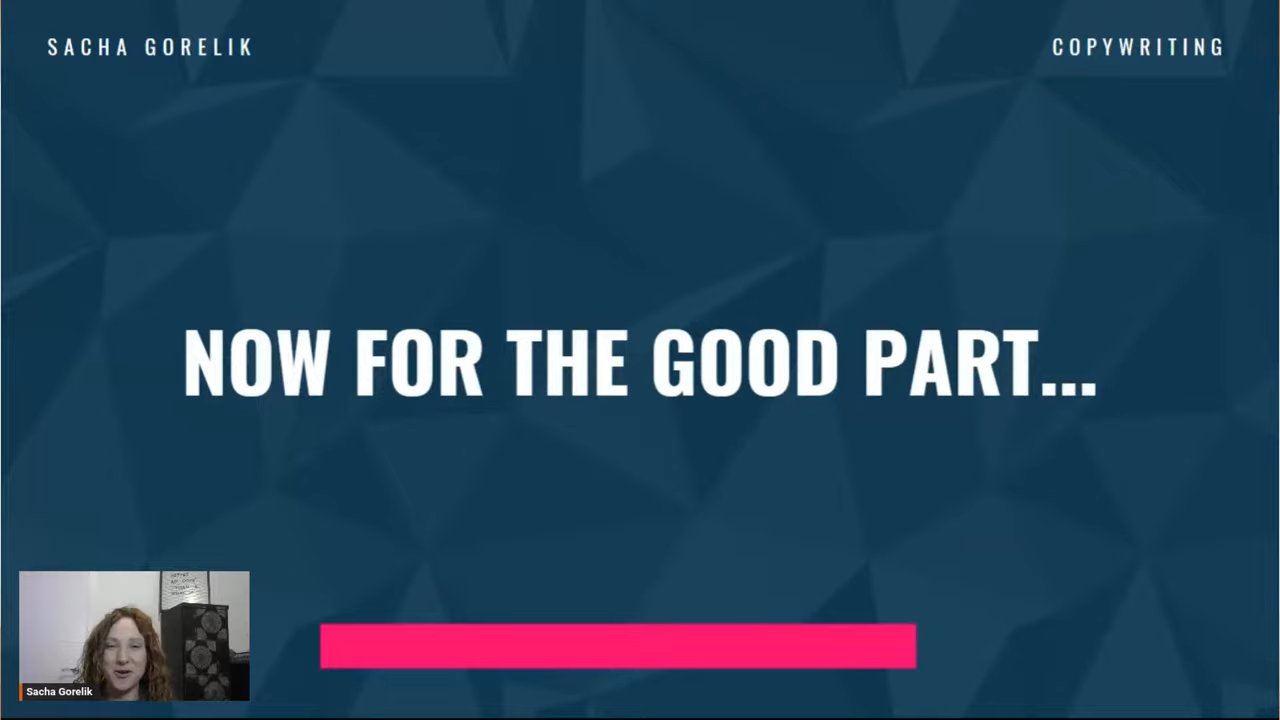 SACHA GORELIK
COPYWRITING
NOW FOR THE GOOD PART...
Sacha Gorelik